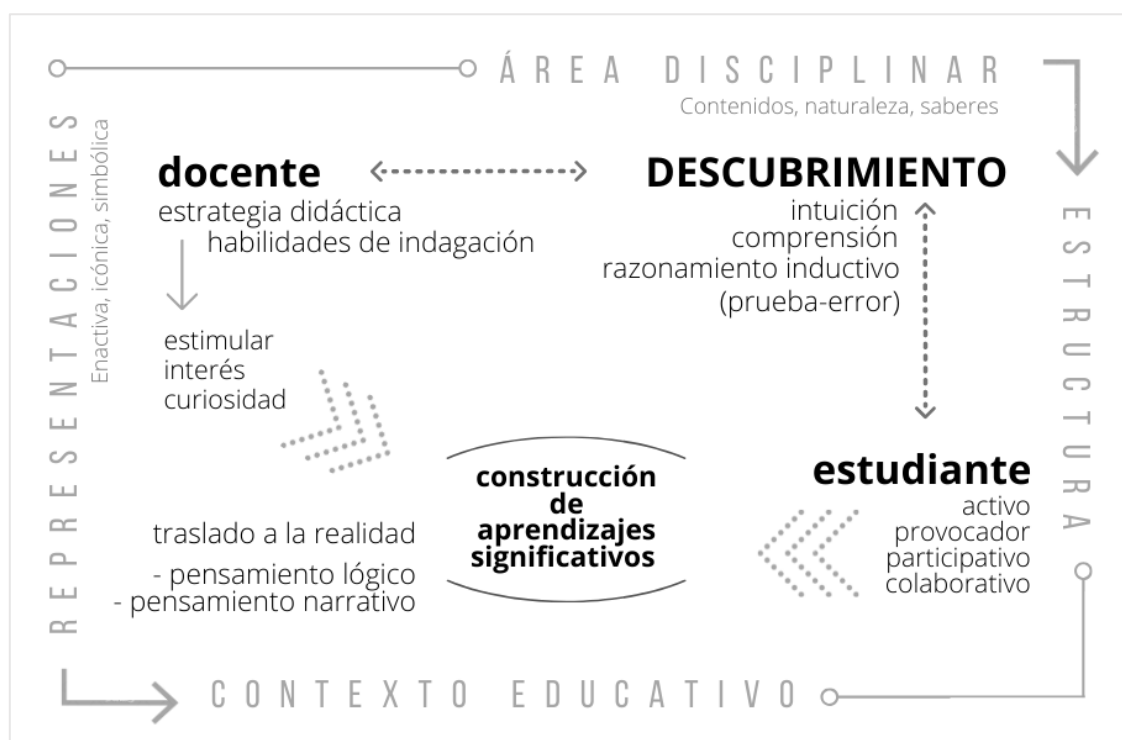 ÁREA DISCIPLINAR
Contenidos, naturaleza, saberes
REPRESENTACIONES
Enactiva, icónica, simbólica
docente
estrategia didáctica
habilidades de indagación
estimular
interés
curiosidad
DESCUBRIMIENTO
intuición
comprensión
razonamiento inductivo
(prueba-error)
ESTRUCTURA
construcción
de
aprendizajes
significativos
estudiante
activo
provocador
participativo
colaborativo
traslado a la realidad
- pensamiento lógico
- pensamiento narrativo
CONTEXTO EDUCATIVO